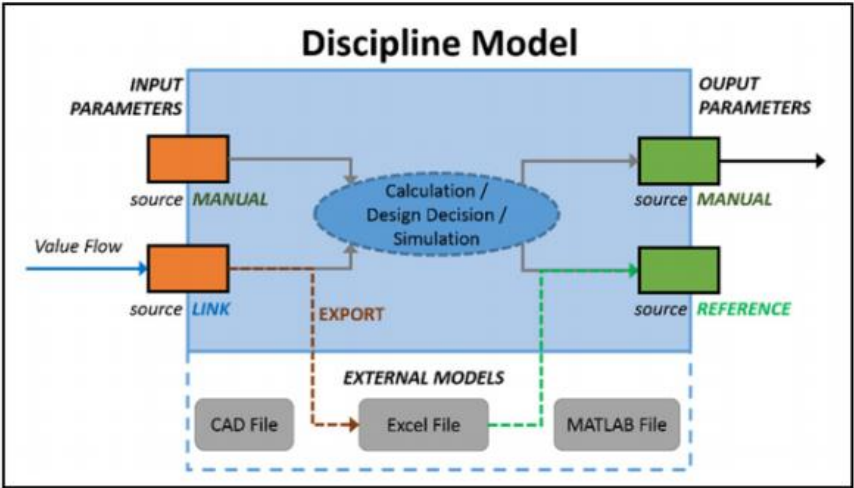 Discipline Model
INPUT
PARAMETERS
OUPUT
PARAMETERS
source MANUAL
Calculation /
Design Decision /
Simulation
source MANUAL
Value Flow
source LINK
EXPORT
source REFERENCE
EXTERNAL MODELS
CAD File
Excel File
MATLAB File